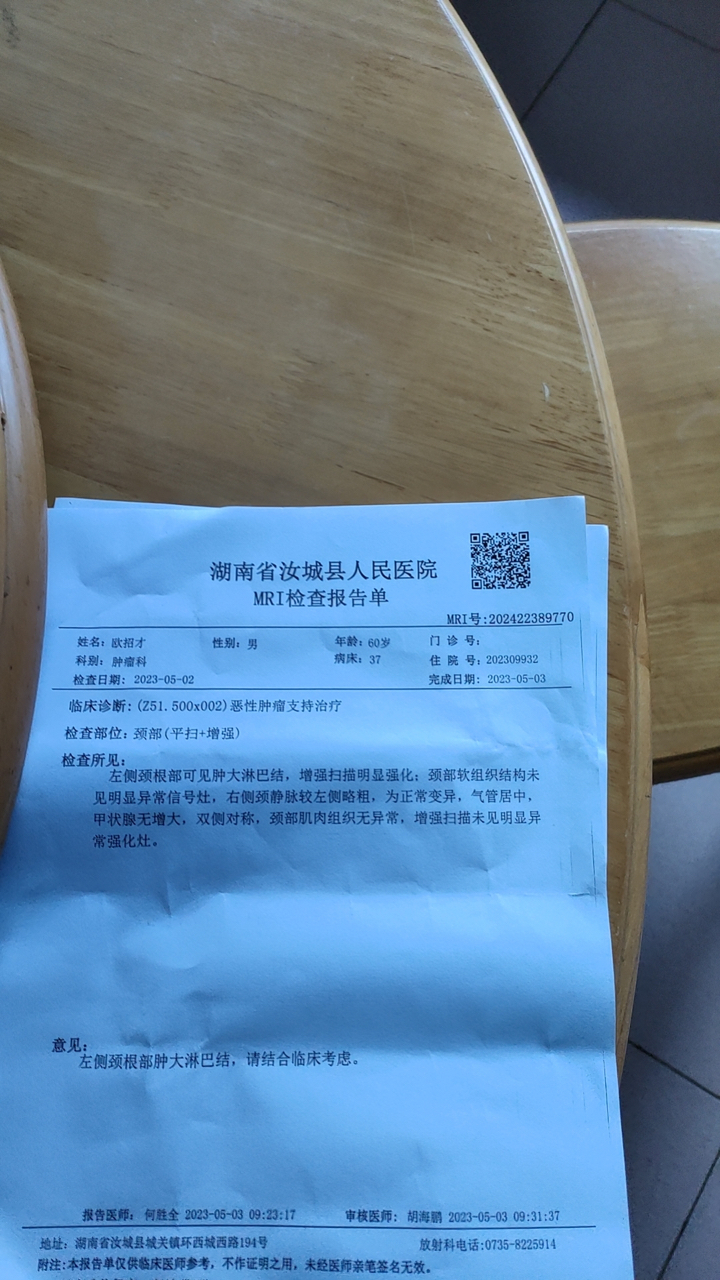 湖南省汝城县人民医院
MRI检查报告单
MRI号:202422389770
姓名: 欧招才 性别: 男 年龄: 60岁 门 诊 号:
科别: 肿瘤科 病床: 37 住 院 号: 202309932
检查日期: 2023-05-02 完成日期: 2023-05-03
临床诊断: (Z51.500x002)恶性肿瘤支持治疗
检查部位: 颈部(平扫+增强)
检查所见:
左侧颈根部可见肿大淋巴结，增强扫描明显强化；颈部软组织结构未
见明显异常信号灶，右侧颈静脉较左侧略粗，为正常变异，气管居中，
甲状腺无增大，双侧对称，颈部肌肉组织无异常，增强扫描未见明显异
常强化灶。
意见:
左侧颈根部肿大淋巴结，请结合临床考虑。
报告医师: 何胜全 2023-05-03 09:23:17 审核医师: 胡海鹏 2023-05-03 09:31:37
地址: 湖南省汝城县城关镇环西城西路194号 放射科电话:0735-8225914
附注:本报告单仅供临床医师参考，不作证明之用，未经医师亲笔签名无效。